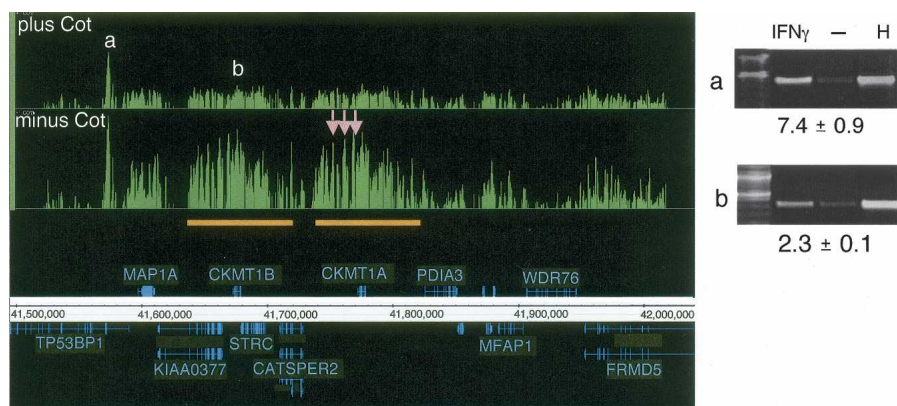 plus Cot
a
b
minus Cot
MAP1A
CKMT1B
CKMT1A
PDIA3
WDR76
41,500,000
41,600,000
41,700,000
41,800,000
41,900,000
42,000,000
TP53BP1
STRC
MFAP1
KIAA0377
CATSPER2
FRMD5
IFNγ
–
H
a
7.4 ± 0.9
b
2.3 ± 0.1